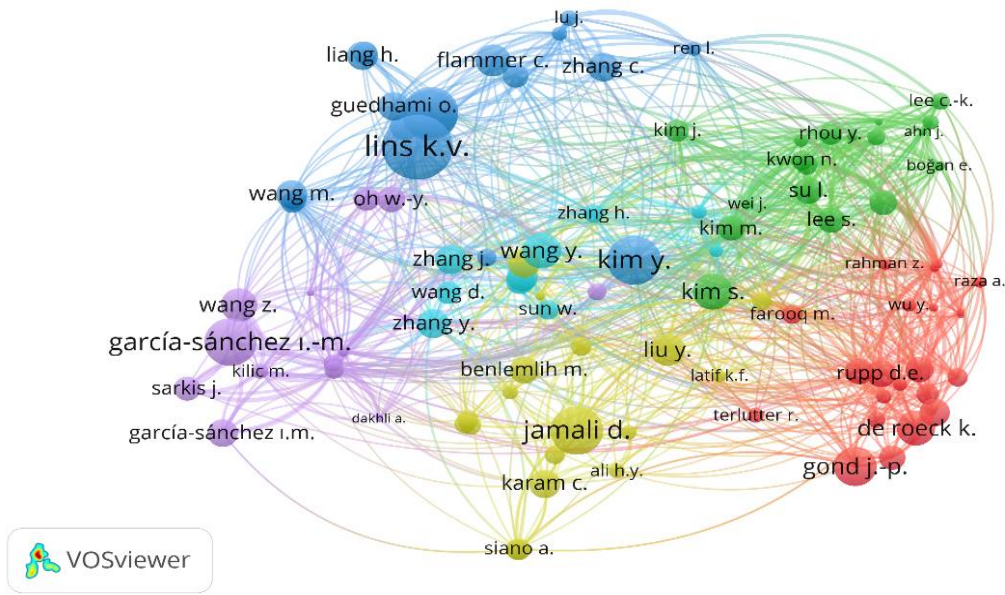 lu j.
liang h.
flammer c.
zhang c.
ren l.
guedhami o.
lins k.v.
kim j.
lee c.-k.
rhou y.
ahn j.
kwon n.
boğan e.
su l.
wang m.
oh w.-y.
zhang h.
wei j.
lee s.
kim m.
zhang j.
wang y.
kim y.
rahman z.
raza a.
wang d.
kim s.
wu y.
wang z.
zhang y.
sun w.
farooq m.
garcía-sánchez ı.-m.
kilic m.
benlemlih m.
liu y.
latif k.f.
rupp d.e.
sarkis j.
dakhli a.
terlutter r.
garcía-sánchez ı.m.
jamali d.
de roeck k.
karam c.
ali h.y.
gond j.-p.
siano a.
VOSviewer